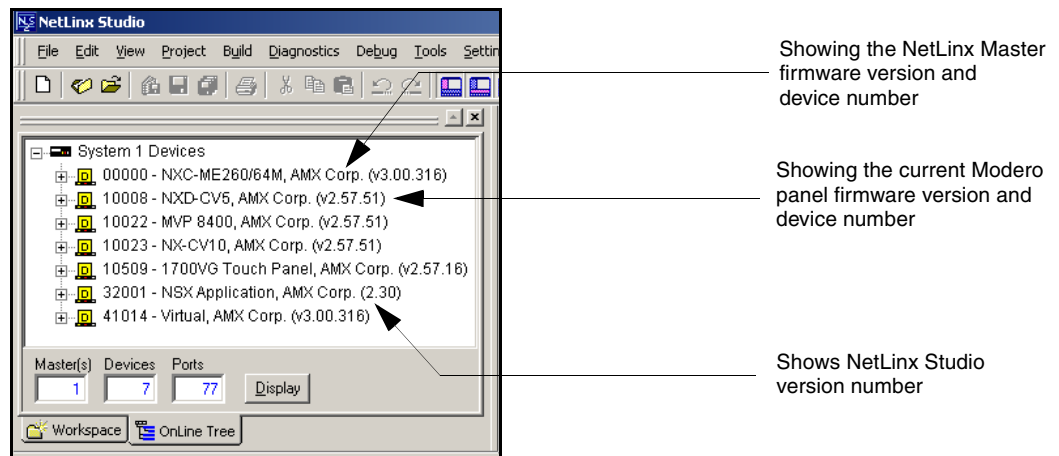 NetLinx Studio
File Edit View Project Build Diagnostics Debug Tools Settin
System 1 Devices
00000 - NXC-ME260/64M, AMX Corp. (v3.00.316)
10008 - NXD-CV5, AMX Corp. (v2.57.51)
10022 - MVP 8400, AMX Corp. (v2.57.51)
10023 - NX-CV10, AMX Corp. (v2.57.51)
10509 - 1700VG Touch Panel, AMX Corp. (v2.57.16)
32001 - NSX Application, AMX Corp. (2.30)
41014 - Virtual, AMX Corp. (v3.00.316)
Master(s) Devices Ports
1 7 77 Display
Workspace OnLine Tree
Showing the NetLinx Master
firmware version and
device number
Showing the current Modero
panel firmware version and
device number
Shows NetLinx Studio
version number